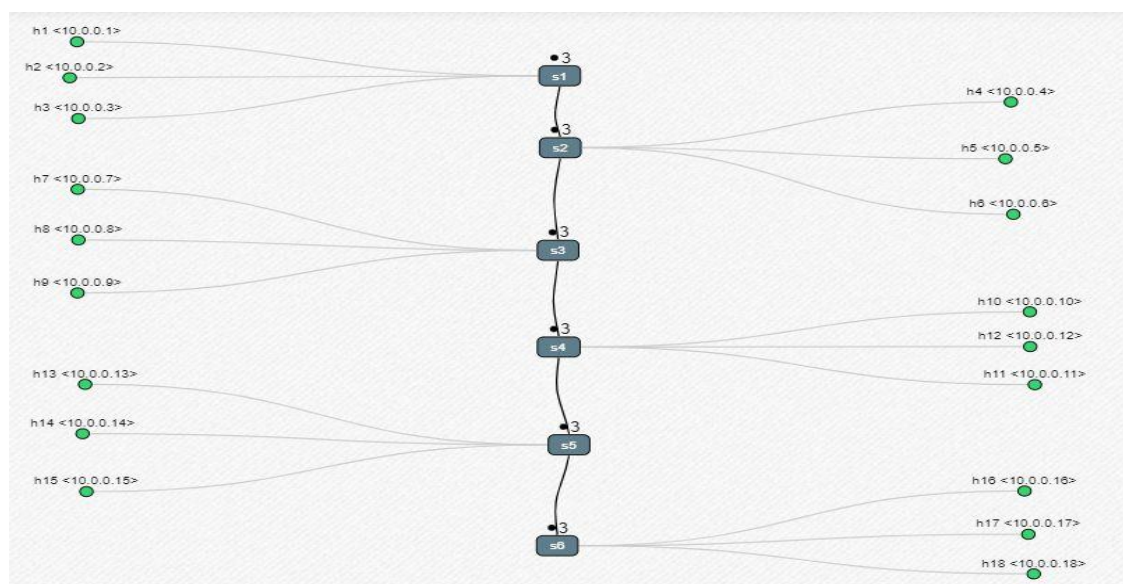 h1 <10.0.0.1>
h2 <10.0.0.2>
h3 <10.0.0.3>
3
s1
h4 <10.0.0.4>
3
s2
h5 <10.0.0.5>
h6 <10.0.0.6>
h7 <10.0.0.7>
h8 <10.0.0.8>
h9 <10.0.0.9>
3
s3
h10 <10.0.0.10>
3
s4
h12 <10.0.0.12>
h11 <10.0.0.11>
h13 <10.0.0.13>
h14 <10.0.0.14>
h15 <10.0.0.15>
3
s5
h16 <10.0.0.16>
h17 <10.0.0.17>
h18 <10.0.0.18>
3
s6